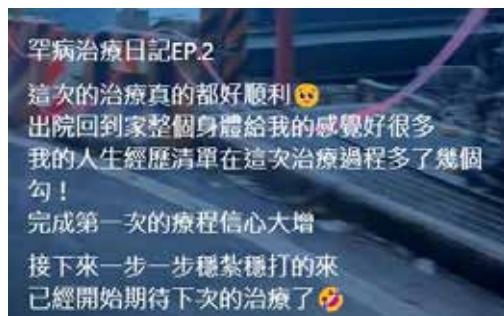 罕病治療日記EP.2
這次的治療真的都好順利🥺
出院回到家整個身體給我的感覺好很多
我的人生經歷清單在這次治療過程多了幾個
勾！
完成第一次的療程信心大增
接下來一步一步穩紮穩打的來
已經開始期待下次的治療了🤣